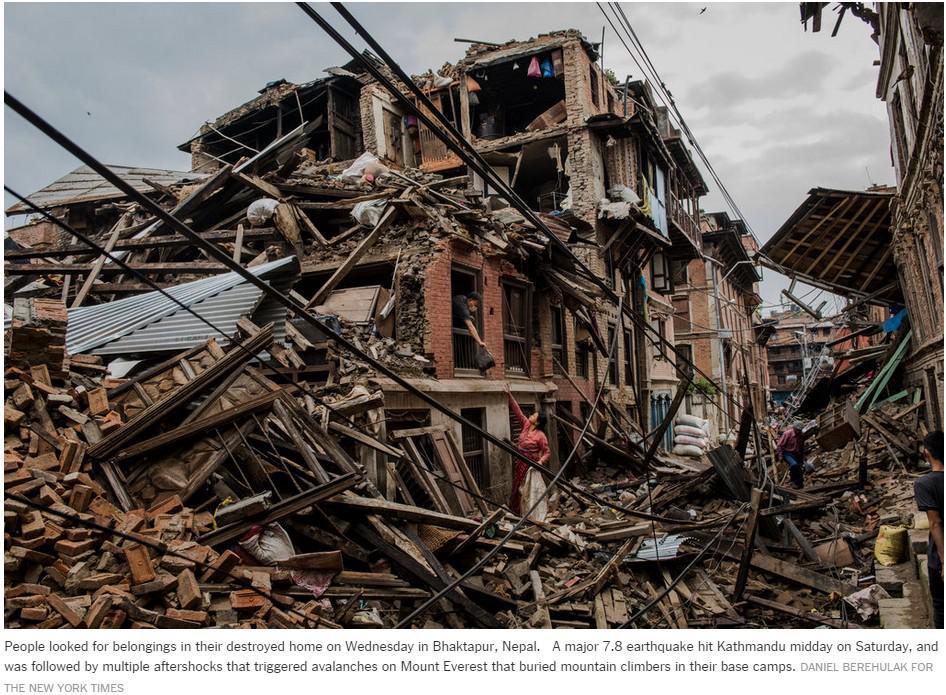 People looked for belongings in their destroyed home on Wednesday in Bhaktapur, Nepal. A major 7.8 earthquake hit Kathmandu midday on Saturday, and
was followed by multiple aftershocks that triggered avalanches on Mount Everest that buried mountain climbers in their base camps. DANIEL BEREHULAK FOR
THE NEW YORK TIMES